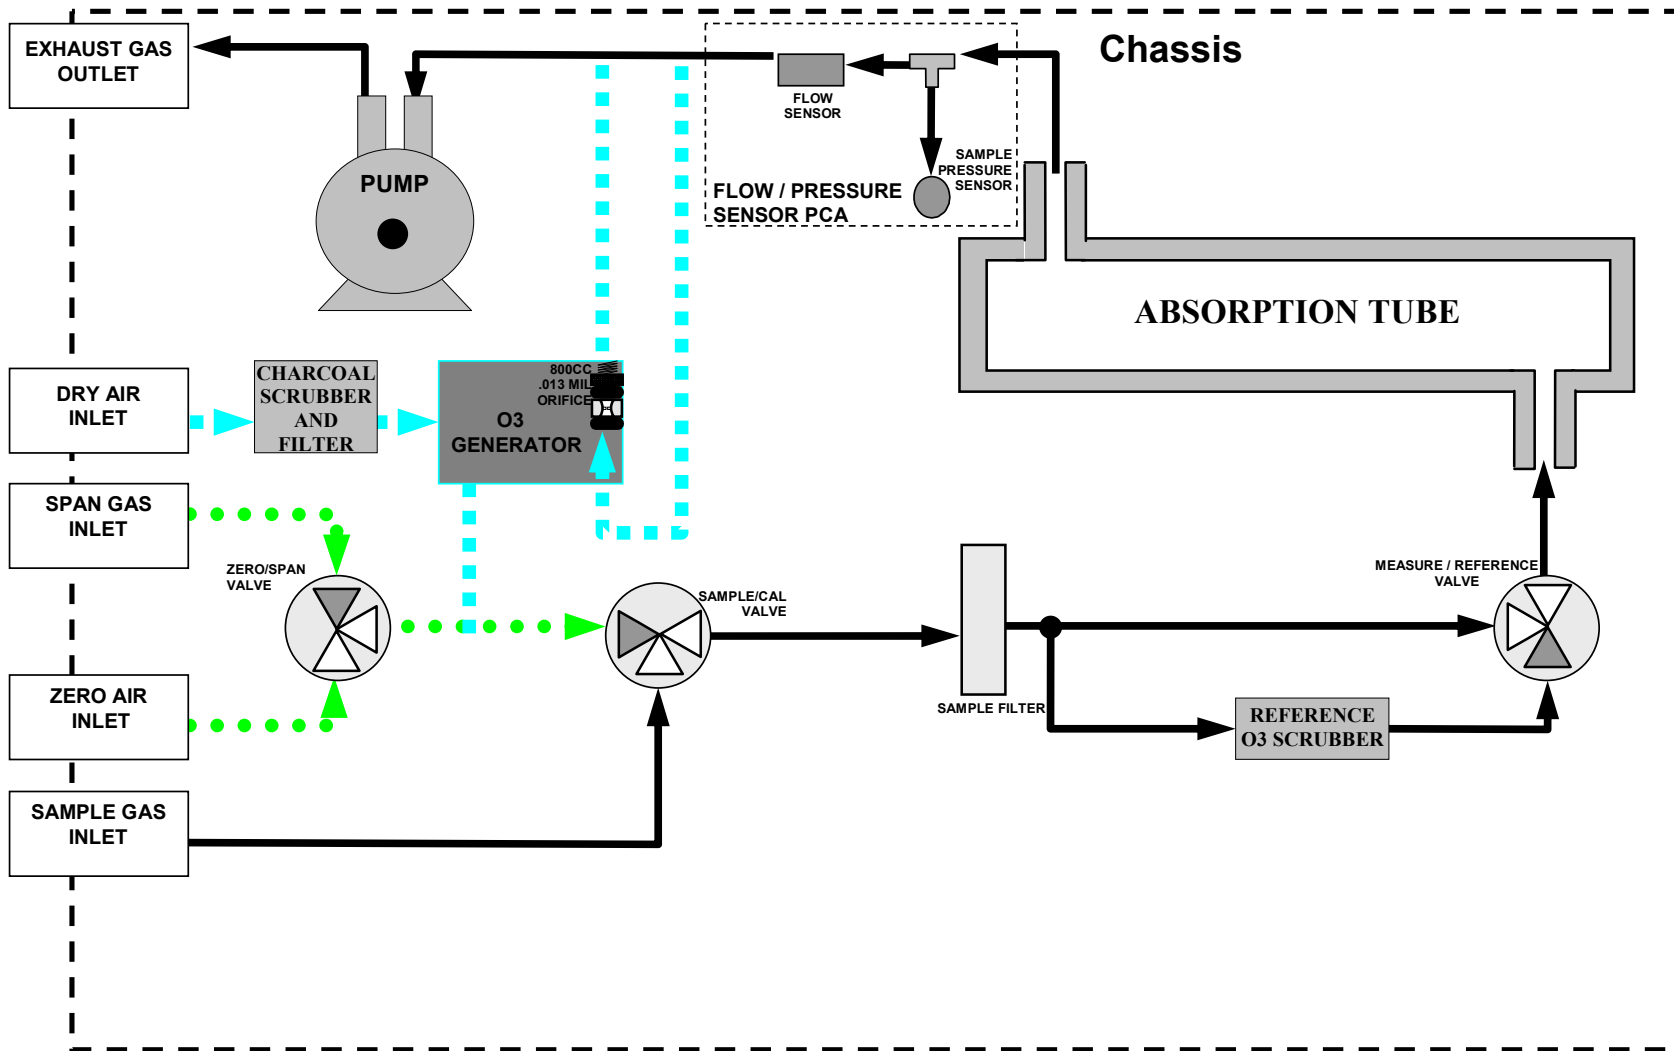 EXHAUST GAS
OUTLET
Chassis
FLOW
SENSOR
SAMPLE
PRESSURE
SENSOR
FLOW / PRESSURE
SENSOR PCA
PUMP
ABSORPTION TUBE
DRY AIR
INLET
CHARCOAL
SCRUBBER
AND
FILTER
800CC
.013 MIL
ORIFICE
O3
GENERATOR
SPAN GAS
INLET
ZERO/SPAN
VALVE
SAMPLE/CAL
VALVE
MEASURE / REFERENCE
VALVE
ZERO AIR
INLET
SAMPLE FILTER
REFERENCE
O3 SCRUBBER
SAMPLE GAS
INLET